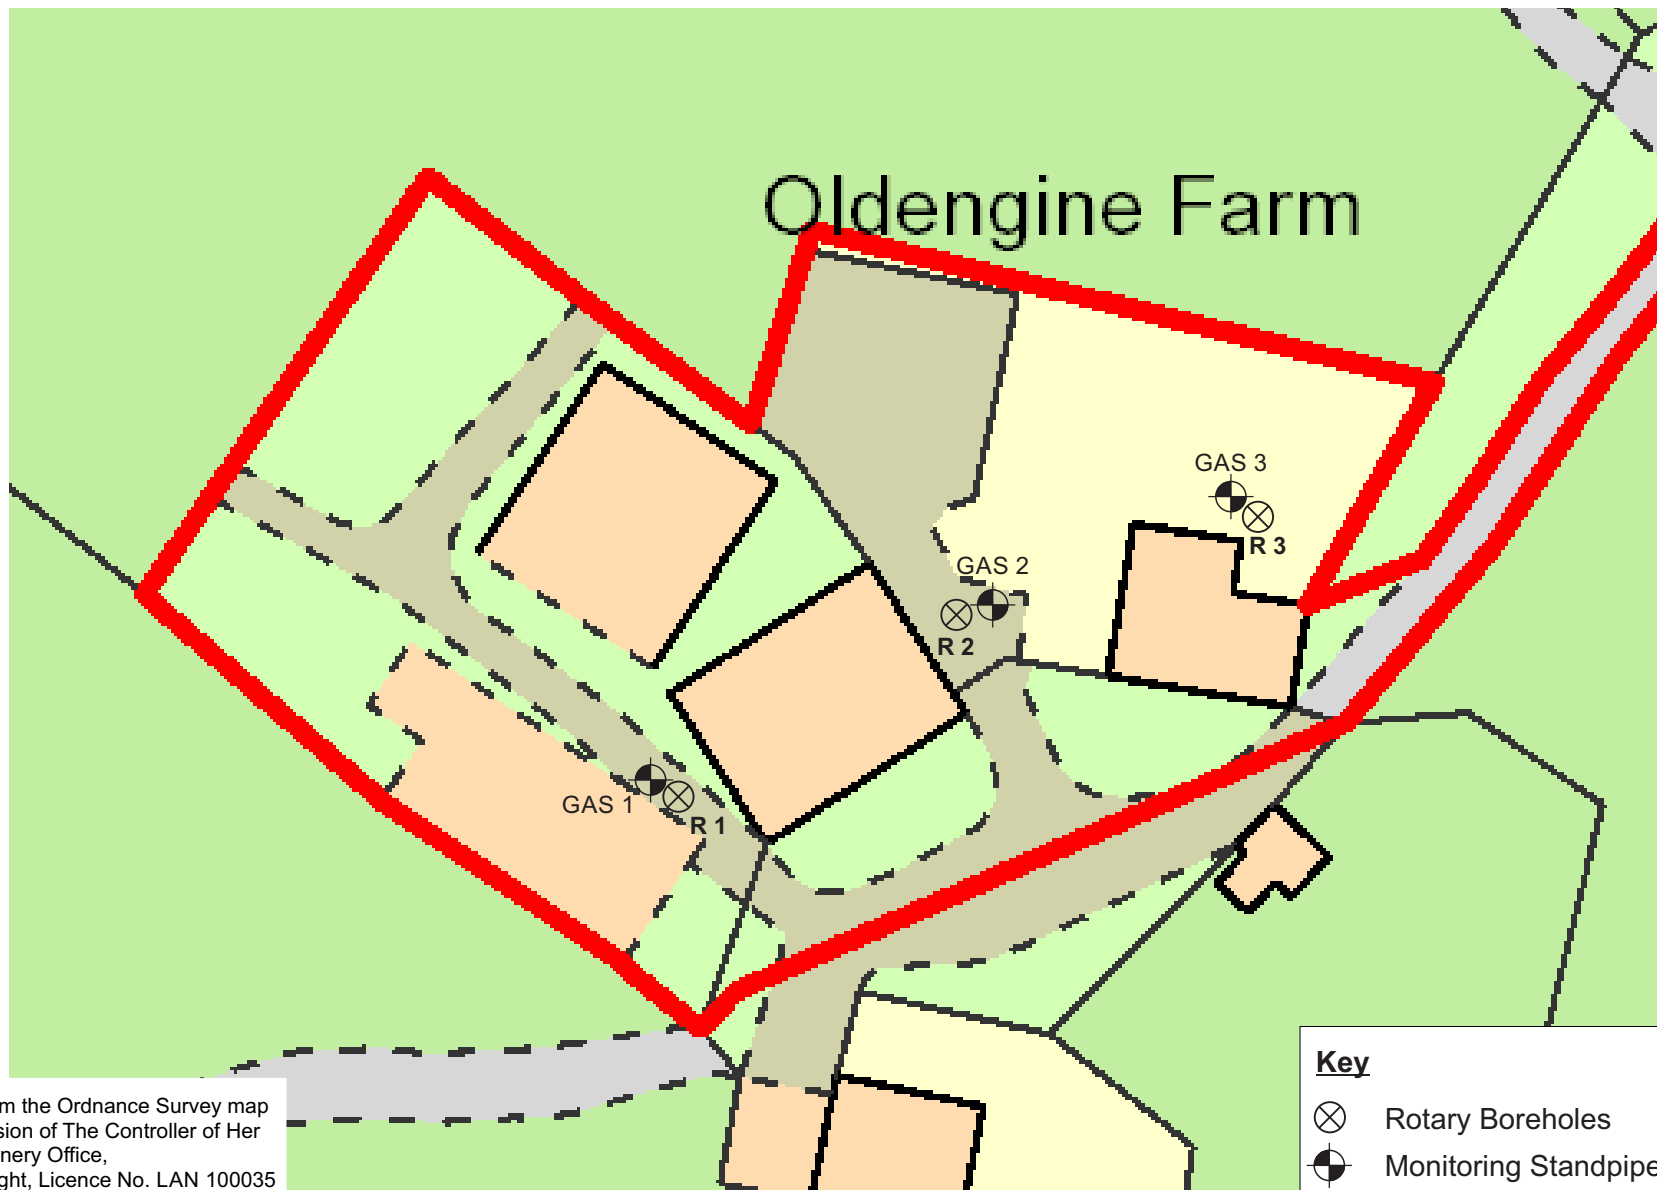 Oldengine Farm
GAS 3
R 3
GAS 2
R 2
GAS 1
R 1
Key
Rotary Boreholes
Monitoring Standpipe
m the Ordnance Survey map
sion of The Controller of Her
nery Office,
ght, Licence No. LAN 100035